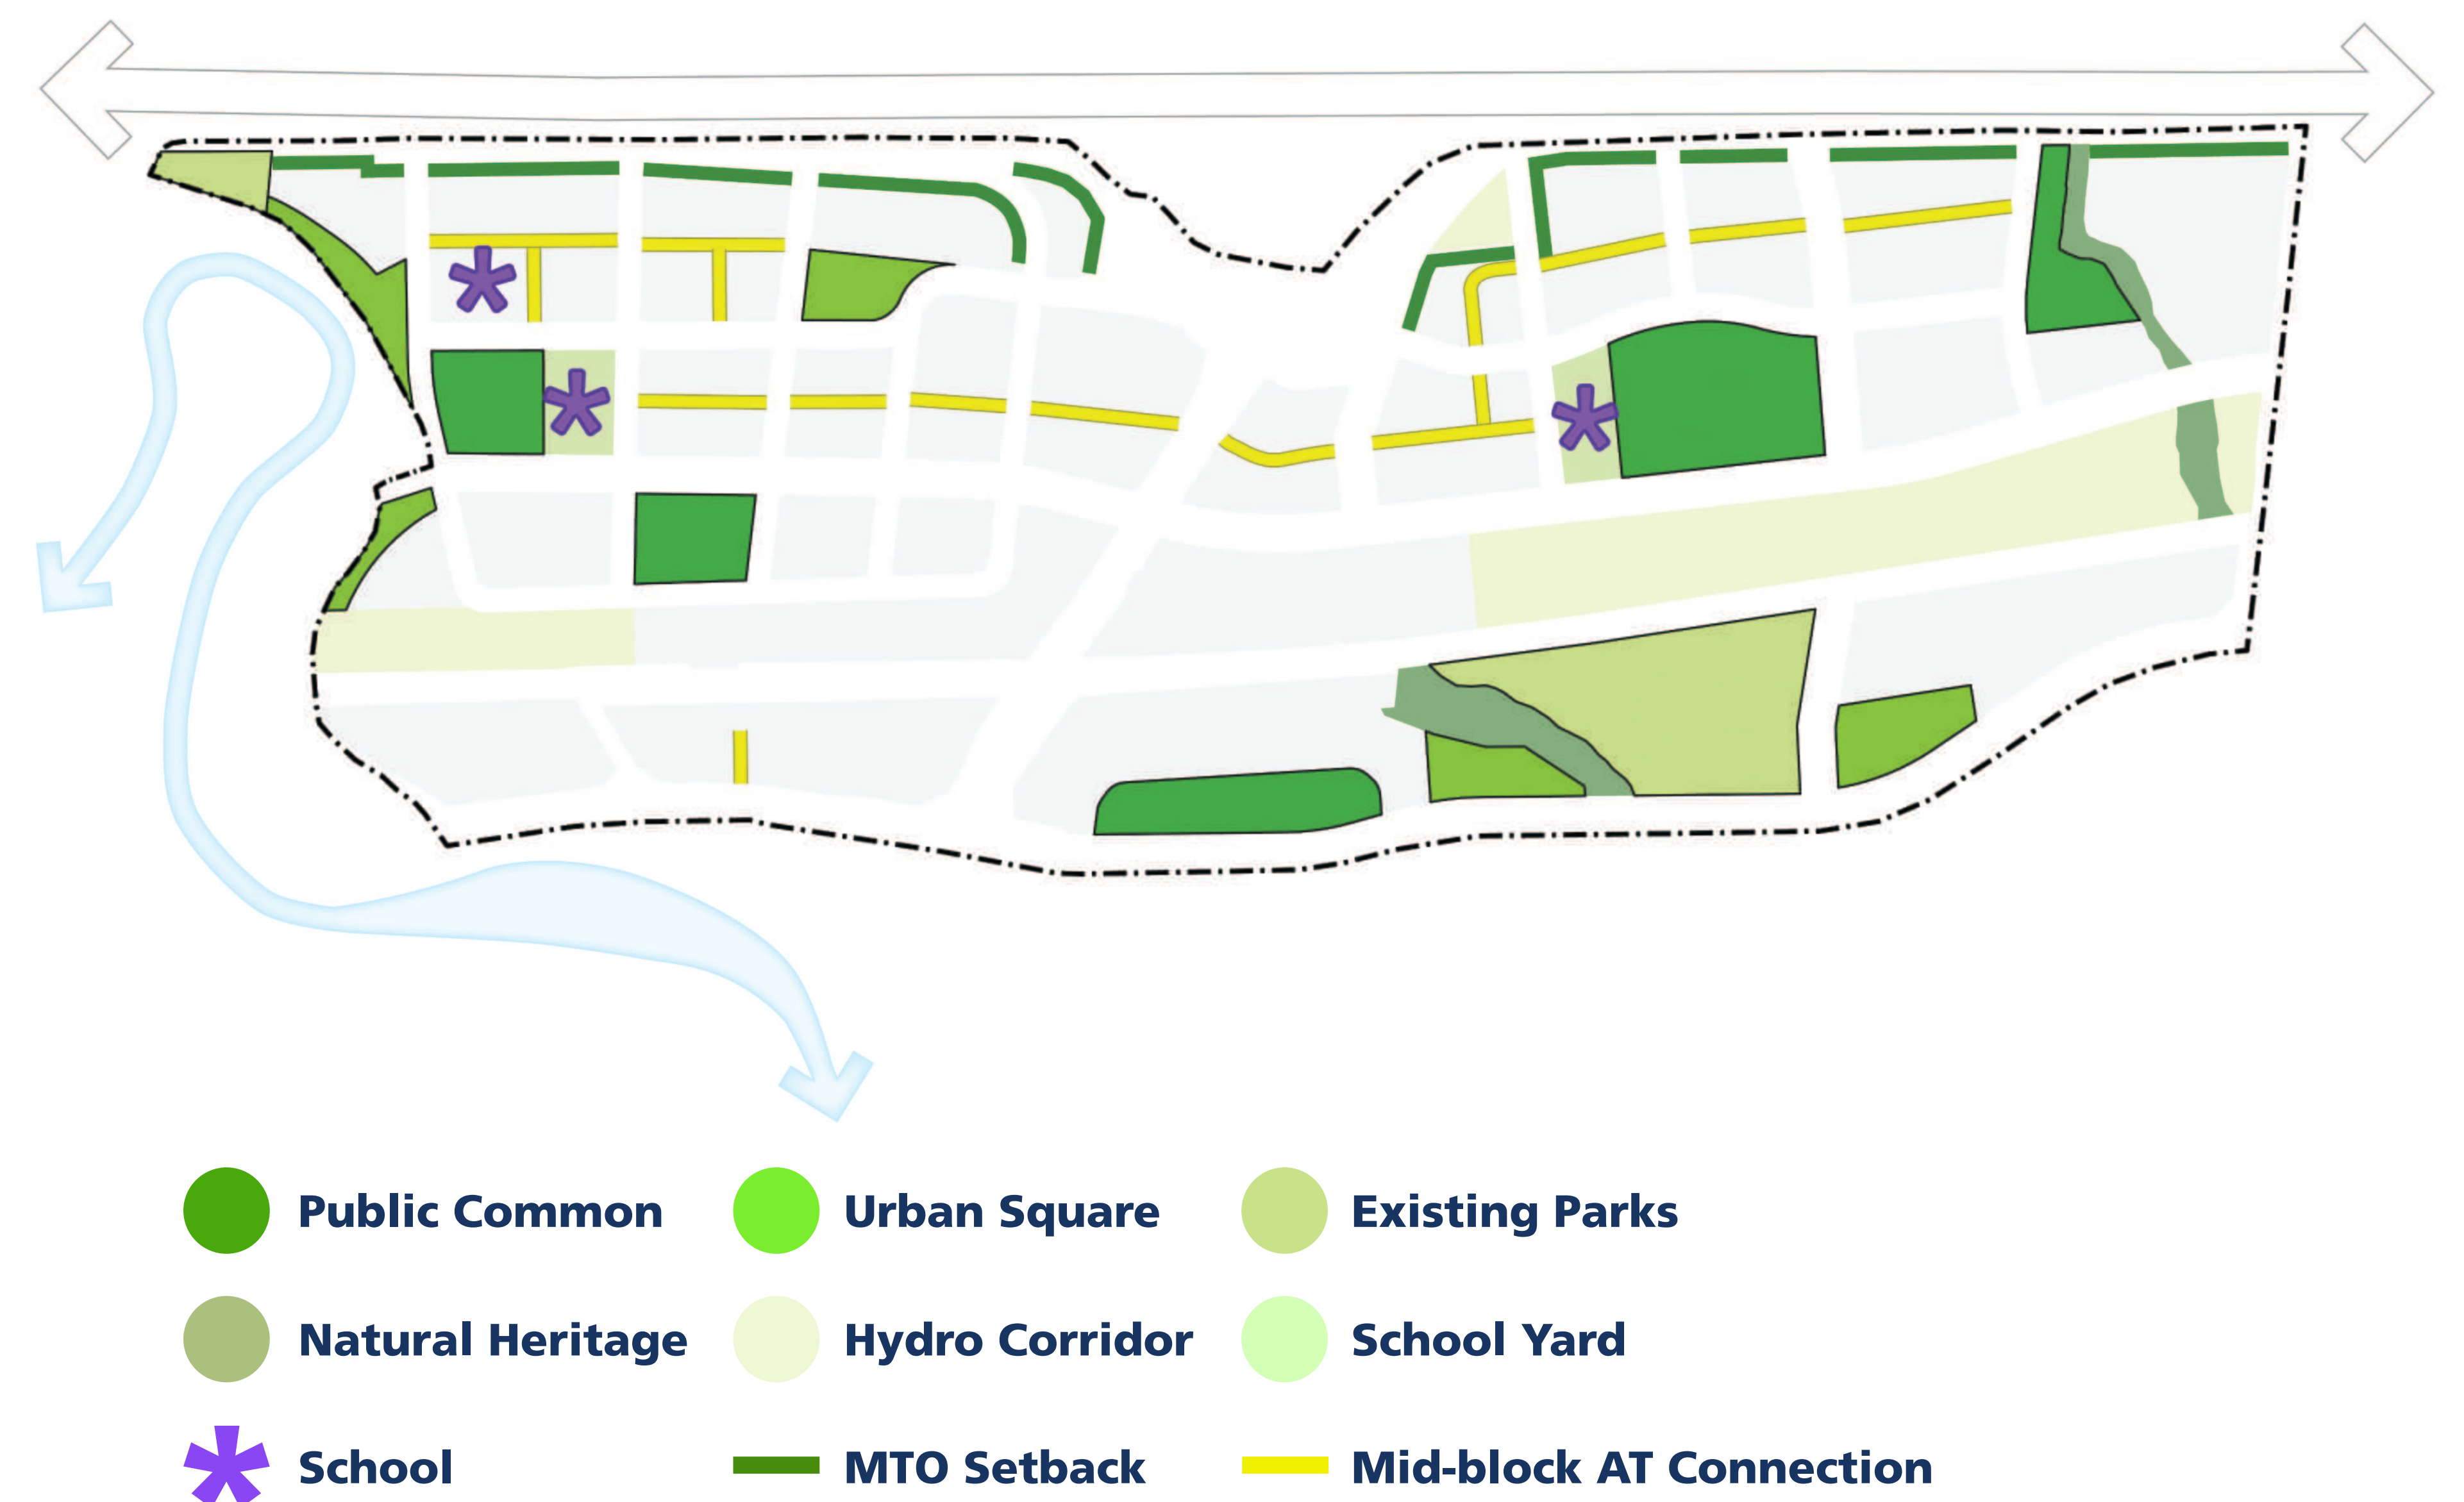 Public Common
Urban Square
Existing Parks
Natural Heritage
Hydro Corridor
School Yard
School
MTO Setback
Mid-block AT Connection